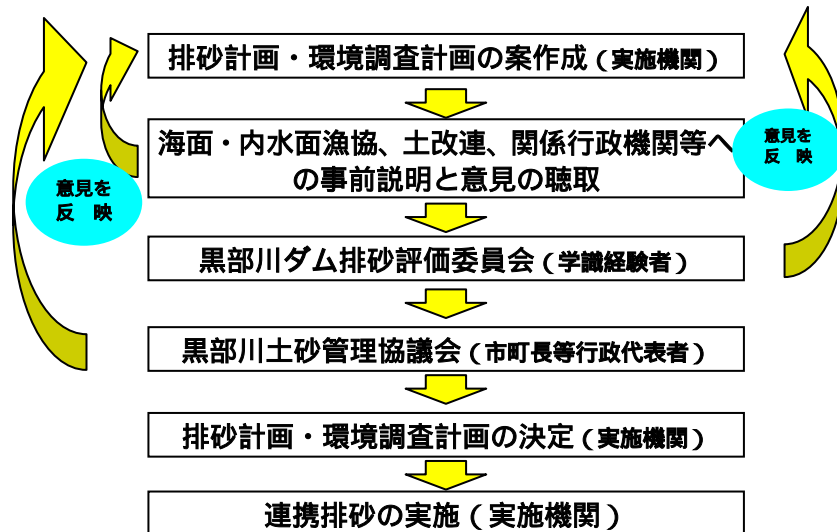 排砂計画・環境調査計画の案作成（実施機関）
海面・内水面漁協、土改連、関係行政機関等へ
の事前説明と意見の聴取
意見を
反　映
意見を
反　映
黒部川ダム排砂評価委員会（学識経験者）
黒部川土砂管理協議会（市町長等行政代表者）
排砂計画・環境調査計画の決定（実施機関）
連携排砂の実施（実施機関）